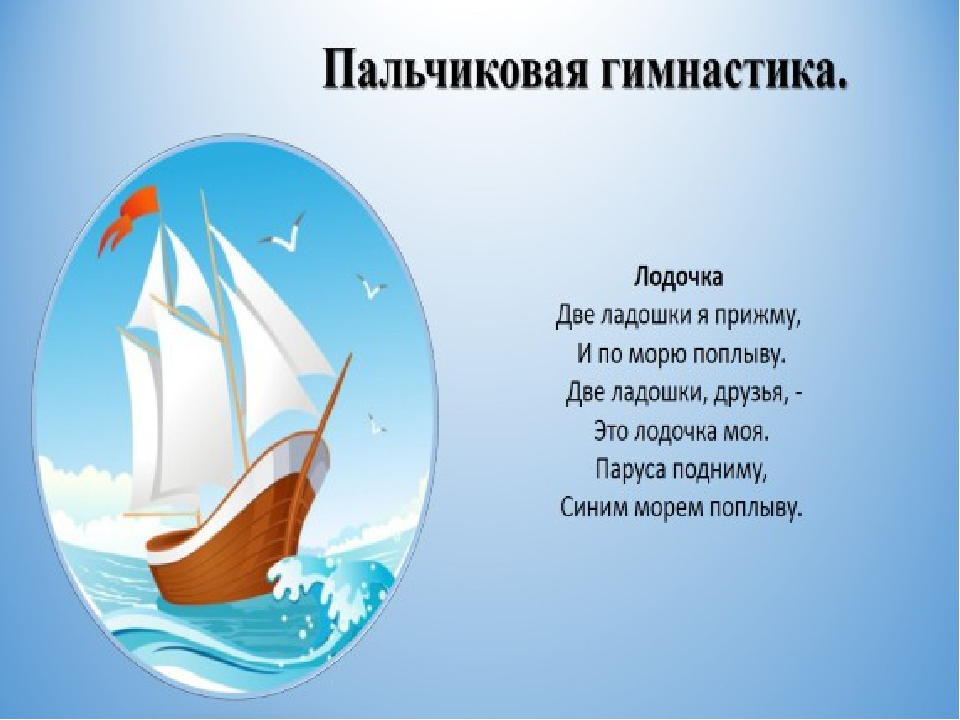 Пальчиковая гимнастика.
Лодочка
Две ладошки я прижму,
И по морю поплыву.
Две ладошки, друзья, -
Это лодочка моя.
Паруса подниму,
Синим морем поплыву.